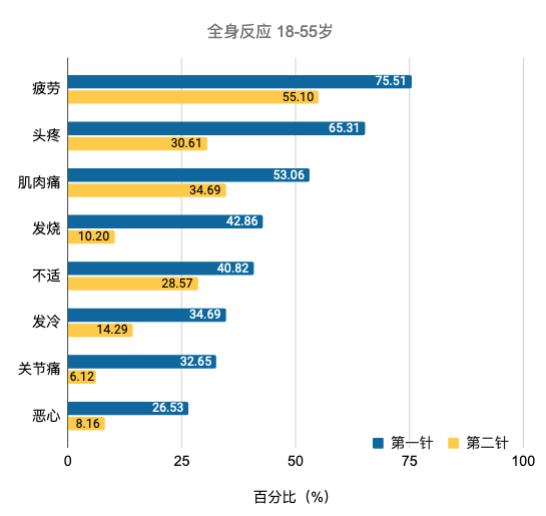 全身反应 18-55岁
疲劳
75.51
55.10
头疼
65.31
30.61
肌肉痛
53.06
34.69
发烧
42.86
10.20
不适
40.82
28.57
发冷
34.69
14.29
关节痛
32.65
6.12
恶心
26.53
8.16
第一针 第二针
0 25 50 75 100
百分比（%）